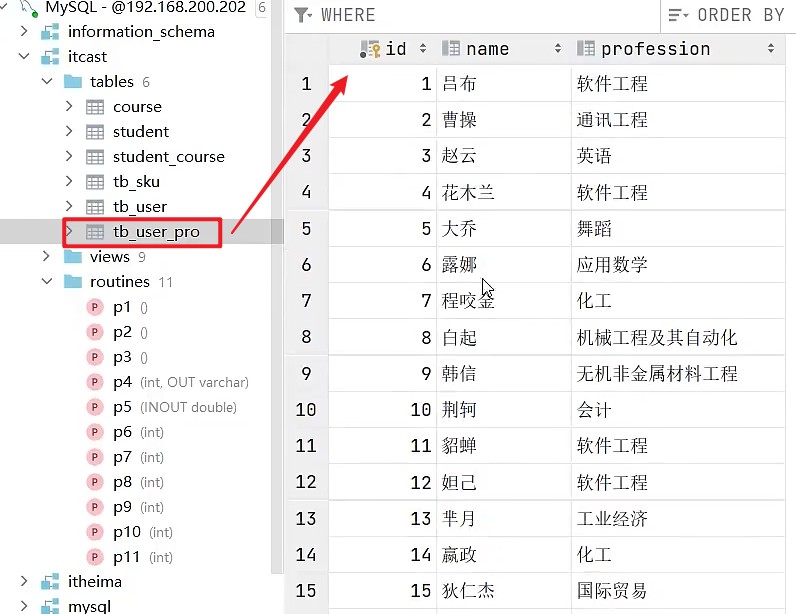 MySQL - @192.168.200.202 6
information_schema
itcast
tables 6
course
student
student_course
tb_sku
tb_user
tb_user_pro
views 9
routines 11
p1 ()
p2 ()
p3 ()
p4 (int, OUT varchar)
p5 (INOUT double)
p6 (int)
p7 (int)
p8 (int)
p9 (int)
p10 (int)
p11 (int)
itheima
mysql
WHERE ORDER BY
id name profession
1 1 吕布 软件工程
2 2 曹操 通讯工程
3 3 赵云 英语
4 4 花木兰 软件工程
5 5 大乔 舞蹈
6 6 露娜 应用数学
7 7 程咬金 化工
8 8 白起 机械工程及其自动化
9 9 韩信 无机非金属材料工程
10 10 荆轲 会计
11 11 貂蝉 软件工程
12 12 妲己 软件工程
13 13 芈月 工业经济
14 14 嬴政 化工
15 15 狄仁杰 国际贸易